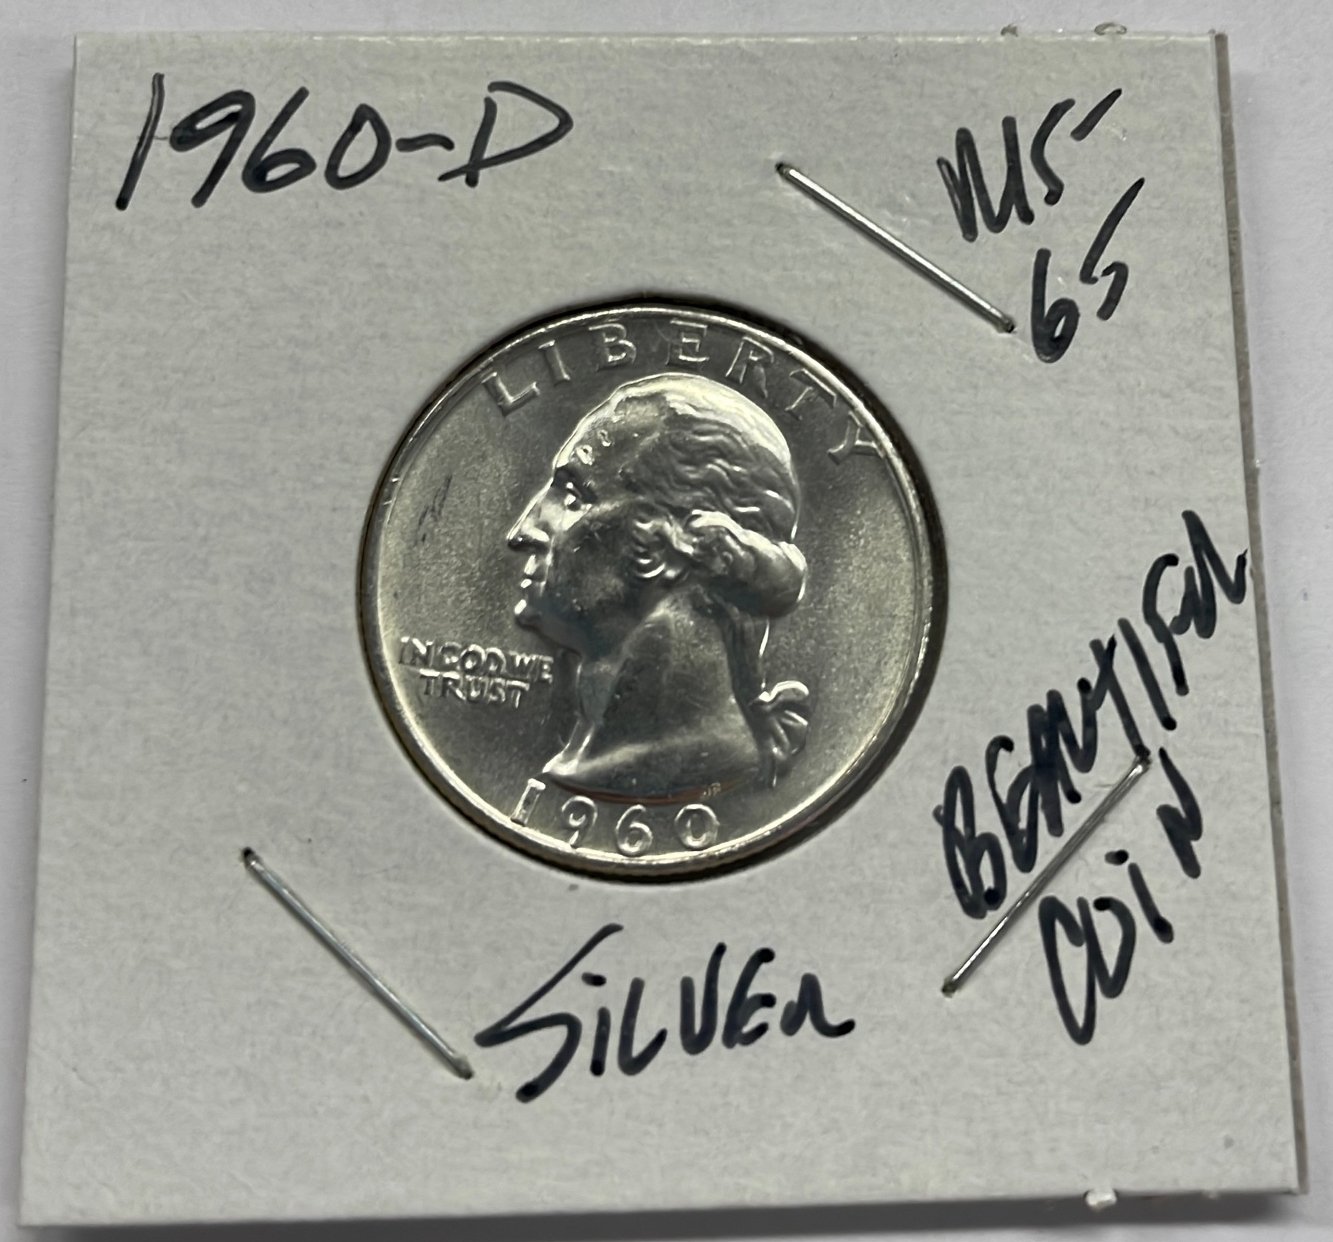 1960-D
MS-
65
LIBERTY
IN GOD WE
TRUST
1960
BEAUTIFUL
COIN
SILVER